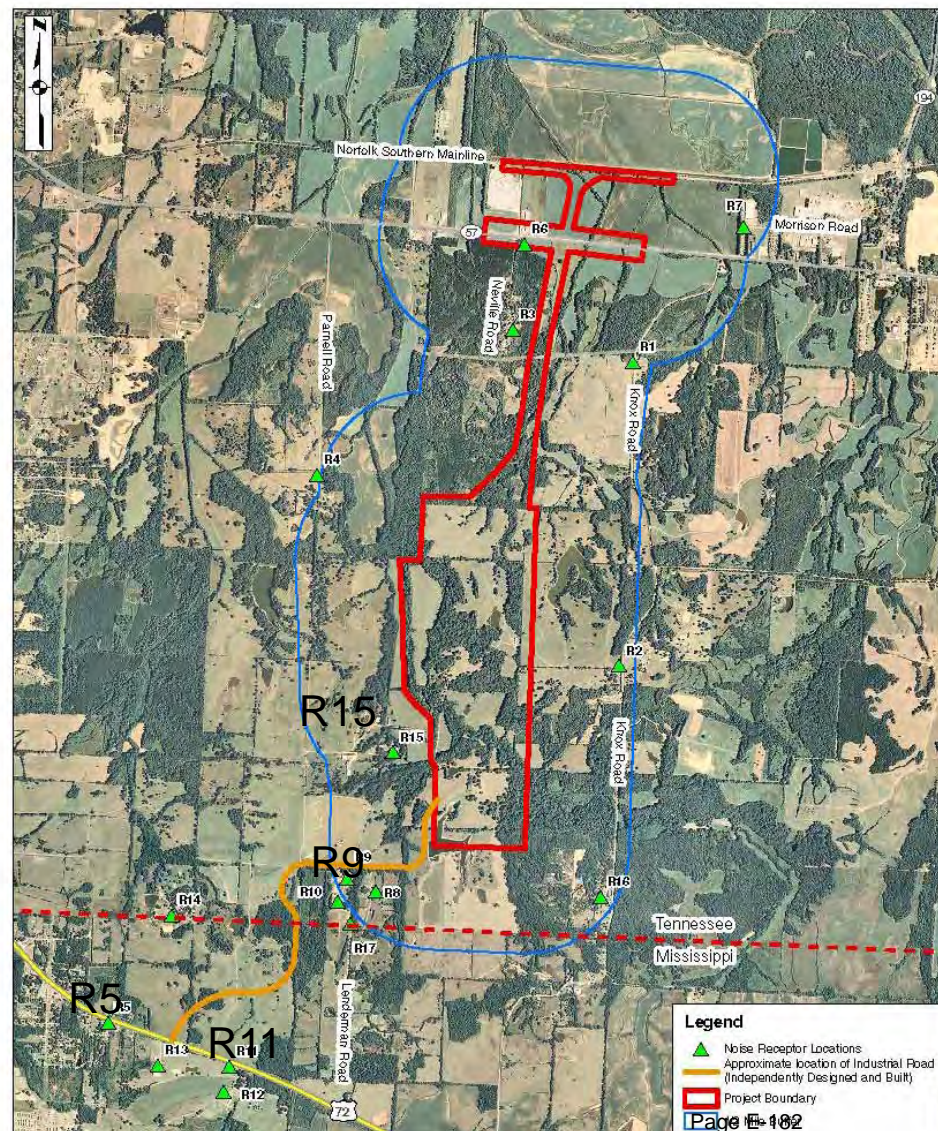 N
194
Norfolk Southern Mainline
R7
57
R6
Morrison Road
Neville Road
R3
Parnell Road
R1
Knox Road
R4
R2
Knox Road
R15
R15
R9
R10
R8
R16
R14
Tennessee
R17
Mississippi
Lenderman Road
R5
R13
R11
R12
72
Legend
Noise Receptor Locations
Approximate location of Industrial Road
(Independently Designed and Built)
Project Boundary
Page E-182